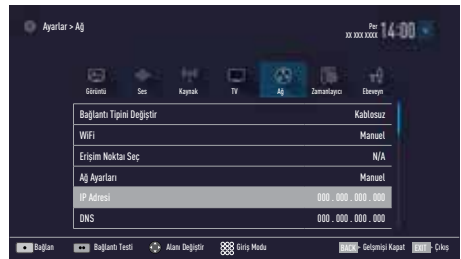 Ayarlar > Ağ
Per
xx xxx xxxx 14:00
Görüntü Ses Kaynak TV Ağ Zamanlayıcı Ebeveyn
Bağlantı Tipini Değiştir Kablosuz
WiFi Manuel
Erişim Noktaı Seç N/A
Ağ Ayarları Manuel
IP Adresi 000 . 000 . 000 . 000
DNS 000 . 000 . 000 . 000
Bağlan Bağlantı Testi Alanı Değiştir Giriş Modu BACK - Gelşmişi Kapat EXIT - Çıkış